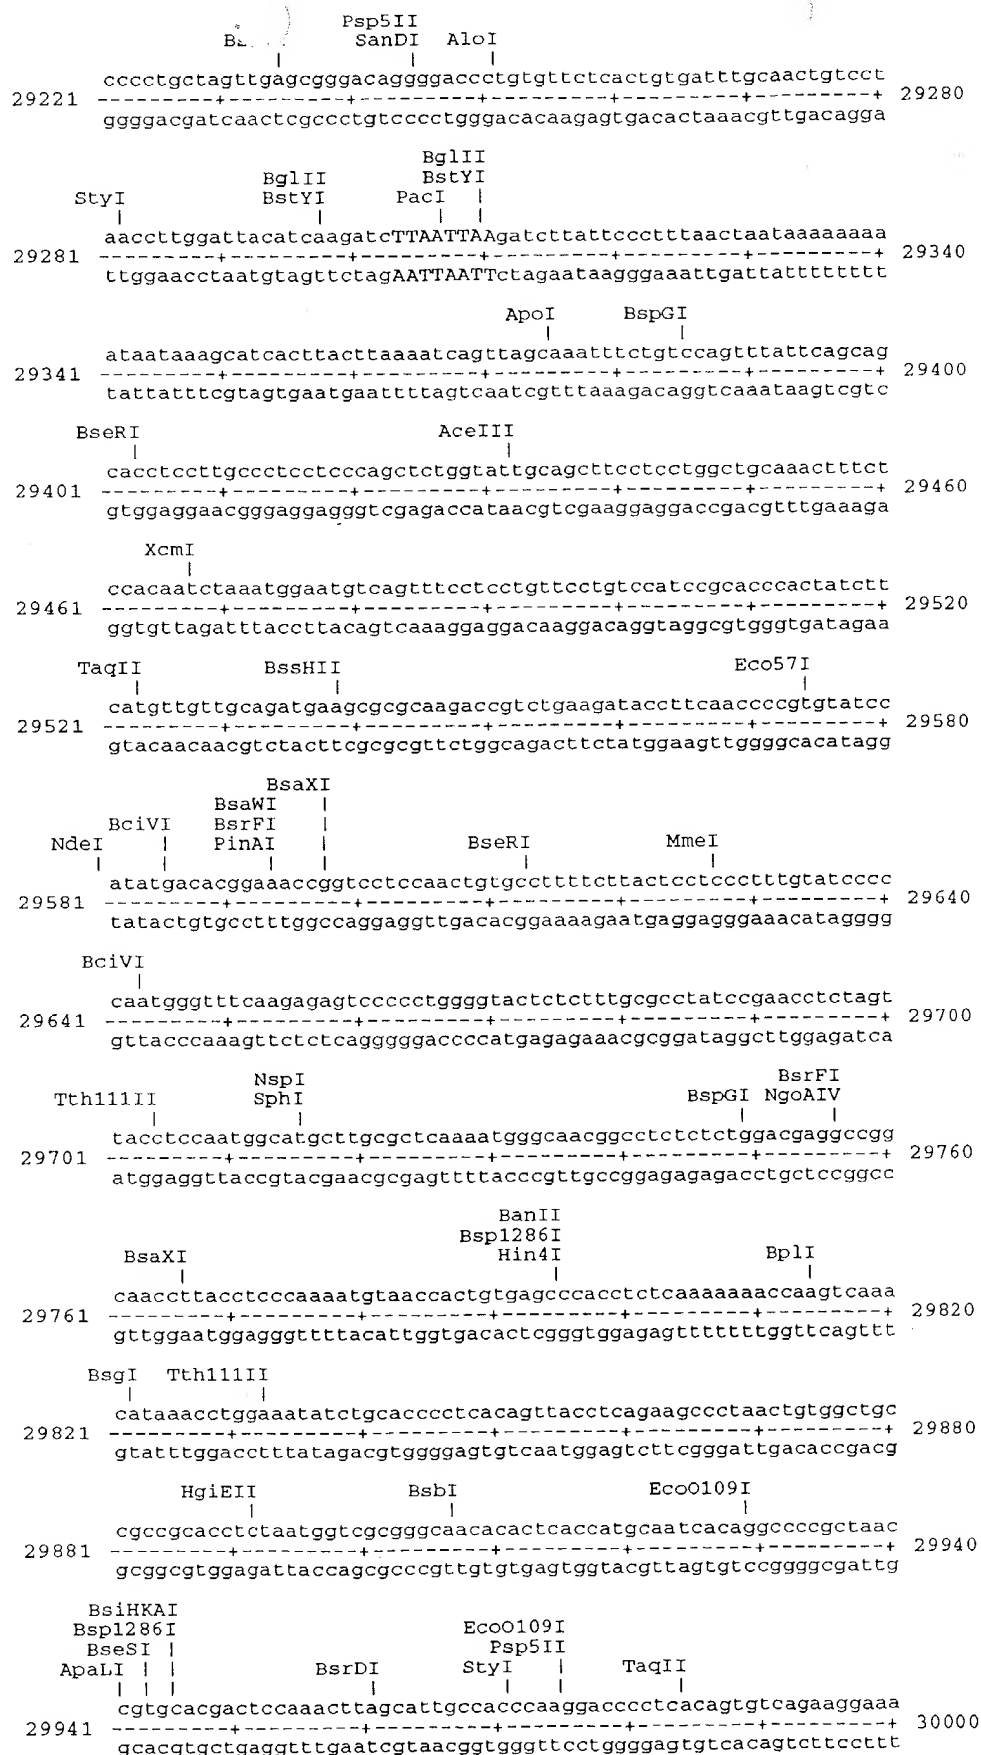 Psp5II
SanDI AloI
cccctgctagttgagcgggacaggggaccctgtgttctcactgtgatttgcaactgtcct
29221 ---------+---------+---------+---------+---------+---------+ 29280
ggggacgatcaactcgccctgtcccctgggacacaagagtgacactaaacgttgacagga
BglII
BglII BstYI
StyI BstYI PacI
aaccttggattacatcaagatcTTAATTAAgatcttattccctttaactaataaaaaaaa
29281 ---------+---------+---------+---------+---------+---------+ 29340
ttggaacctaatgtagttctagAATTAATTctagaataagggaaattgattatttttttt
ApoI BspGI
ataataaagcatcacttacttaaaatcagttagcaaatttctgtccagtttattcagcag
29341 ---------+---------+---------+---------+---------+---------+ 29400
tattatttcgtagtgaatgaattttagtcaatcgtttaaagacaggtcaaataagtcgtc
BseRI AceIII
cacctccttgccctcctcccagctctggtattgcagcttcctcctggctgcaaactttct
29401 ---------+---------+---------+---------+---------+---------+ 29460
gtggaggaacgggaggagggtcgagaccataacgtcgaaggaggaccgacgtttgaaaga
XcmI
ccacaatctaaatggaatgtcagtttcctcctgttcctgtccatccgcacccactatctt
29461 ---------+---------+---------+---------+---------+---------+ 29520
ggtgttagatttaccttacagtcaaaggaggacaaggacaggtaggcgtgggtgatagaa
TaqII BssHII Eco57I
catgttgttgcagatgaagcgcgcaagaccgtctgaagataccttcaaccccgtgtatcc
29521 ---------+---------+---------+---------+---------+---------+ 29580
gtacaacaacgtctacttcgcgcgttctggcagacttctatggaagttggggcacatagg
BsaXI
BsaWI
BciVI BsrFI
NdeI PinAI BseRI MmeI
atatgacacggaaaccggtcctccaactgtgccttttcttactcctccctttgtatcccc
29581 ---------+---------+---------+---------+---------+---------+ 29640
tatactgtgcctttggccaggaggttgacacggaaaagaatgaggagggaaacatagggg
BciVI
caatgggtttcaagagagtccccctggggtactctctttgcgcctatccgaacctctagt
29641 ---------+---------+---------+---------+---------+---------+ 29700
gttacccaaagttctctcagggggaccccatgagagaaacgcggataggcttggagatca
NspI BsrFI
Tth111II SphI BspGI NgoAIV
tacctccaatggcatgcttgcgctcaaaatgggcaacggcctctctctggacgaggccgg
29701 ---------+---------+---------+---------+---------+---------+ 29760
atggaggttaccgtacgaacgcgagttttacccgttgccggagagagacctgctccggcc
BanII
Bsp1286I
BsaXI Hin4I BplI
caaccttacctcccaaaatgtaaccactgtgagcccacctctcaaaaaaaccaagtcaaa
29761 ---------+---------+---------+---------+---------+---------+ 29820
gttggaatggagggttttacattggtgacactcgggtggagagtttttttggttcagttt
BsgI Tth111II
cataaacctggaaatatctgcacccctcacagttacctcagaagccctaactgtggctgc
29821 ---------+---------+---------+---------+---------+---------+ 29880
gtatttggacctttatagacgtggggagtgtcaatggagtcttcgggattgacaccgacg
HgiEII BsbI EcoO109I
cgccgcacctctaatggtcgcgggcaacacactcaccatgcaatcacaggccccgctaac
29881 ---------+---------+---------+---------+---------+---------+ 29940
gcggcgtggagattaccagcgcccgttgtgtgagtggtacgttagtgtccggggcgattg
BsiHKAI
Bsp1286I EcoO109I
BseSI Psp5II
ApaLI BsrDI StyI TaqII
cgtgcacgactccaaacttagcattgccacccaaggacccctcacagtgtcagaaggaaa
29941 ---------+---------+---------+---------+---------+---------+ 30000
gcacgtgctgaggtttgaatcgtaacggtgggttcctggggagtgtcacagtcttccttt